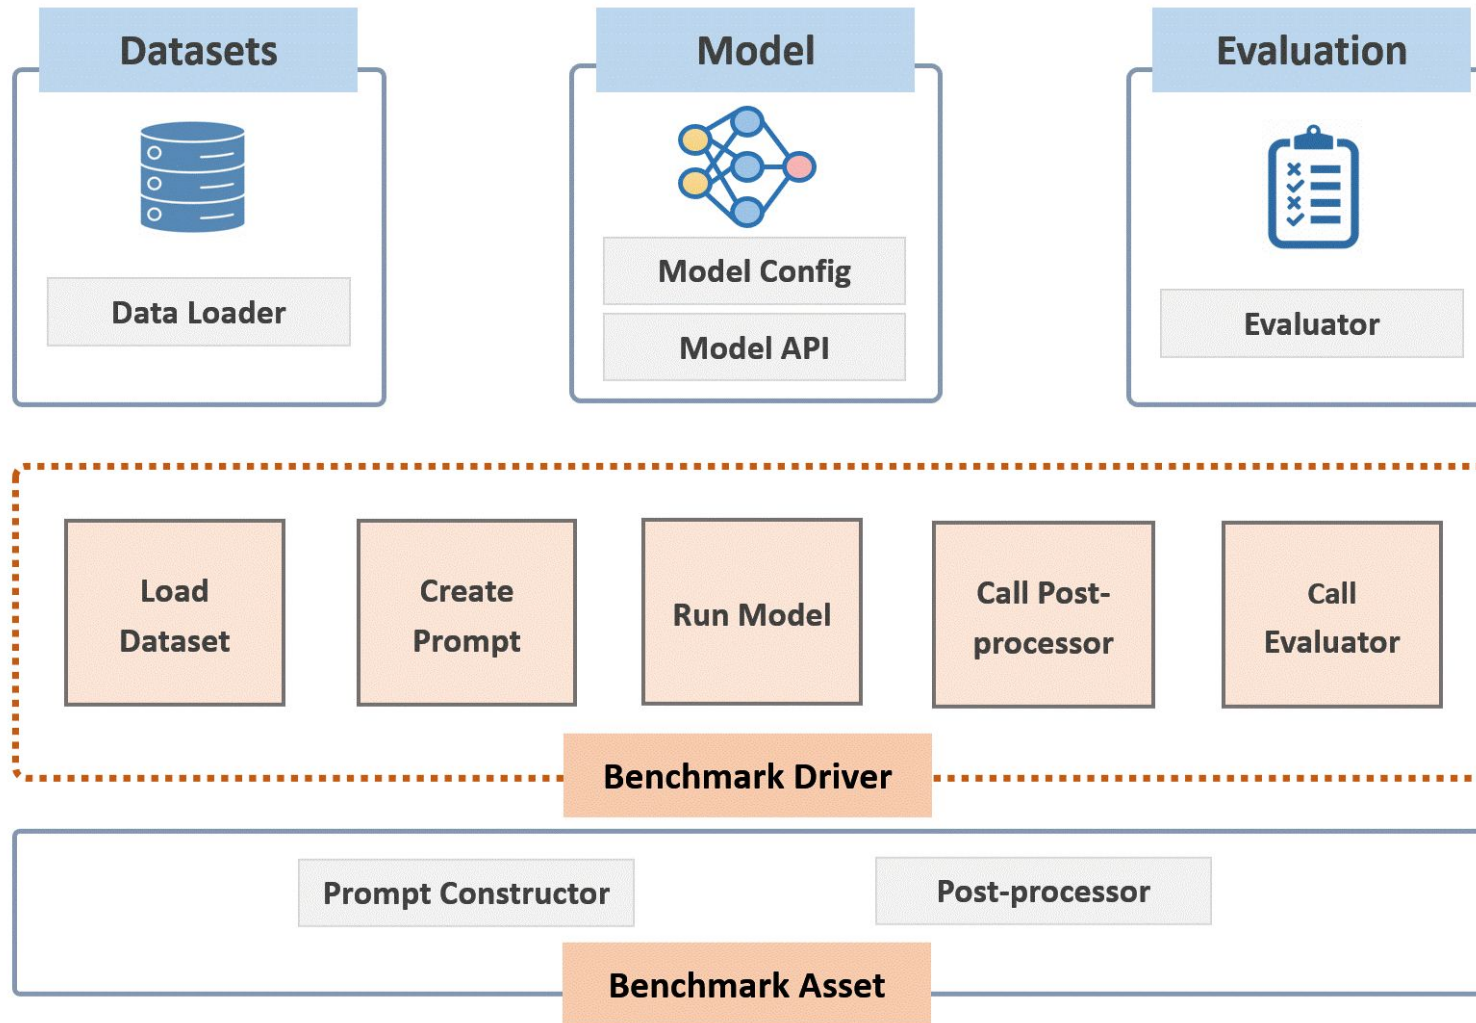 Datasets
Model
Evaluation
Data Loader
Model Config
Model API
Evaluator
Load
Dataset
Create
Prompt
Run Model
Call Post-
processor
Call
Evaluator
Benchmark Driver
Prompt Constructor
Post-processor
Benchmark Asset